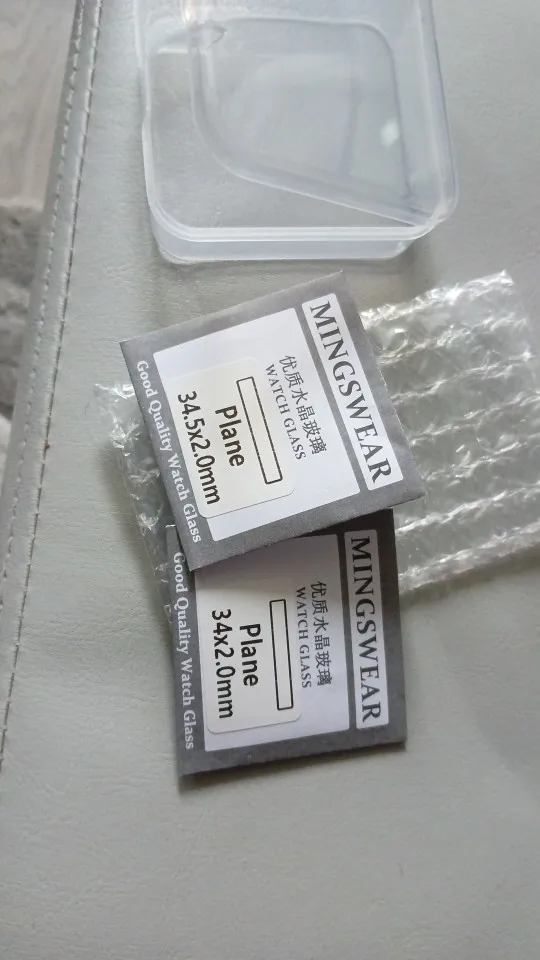 MINGSWEAR
优质水晶玻璃
WATCH GLASS
Plane
34.5x2.0mm
Good Quality Watch Glass
MINGSWEAR
优质水晶玻璃
WATCH GLASS
Plane
34x2.0mm
Good Quality Watch Glass